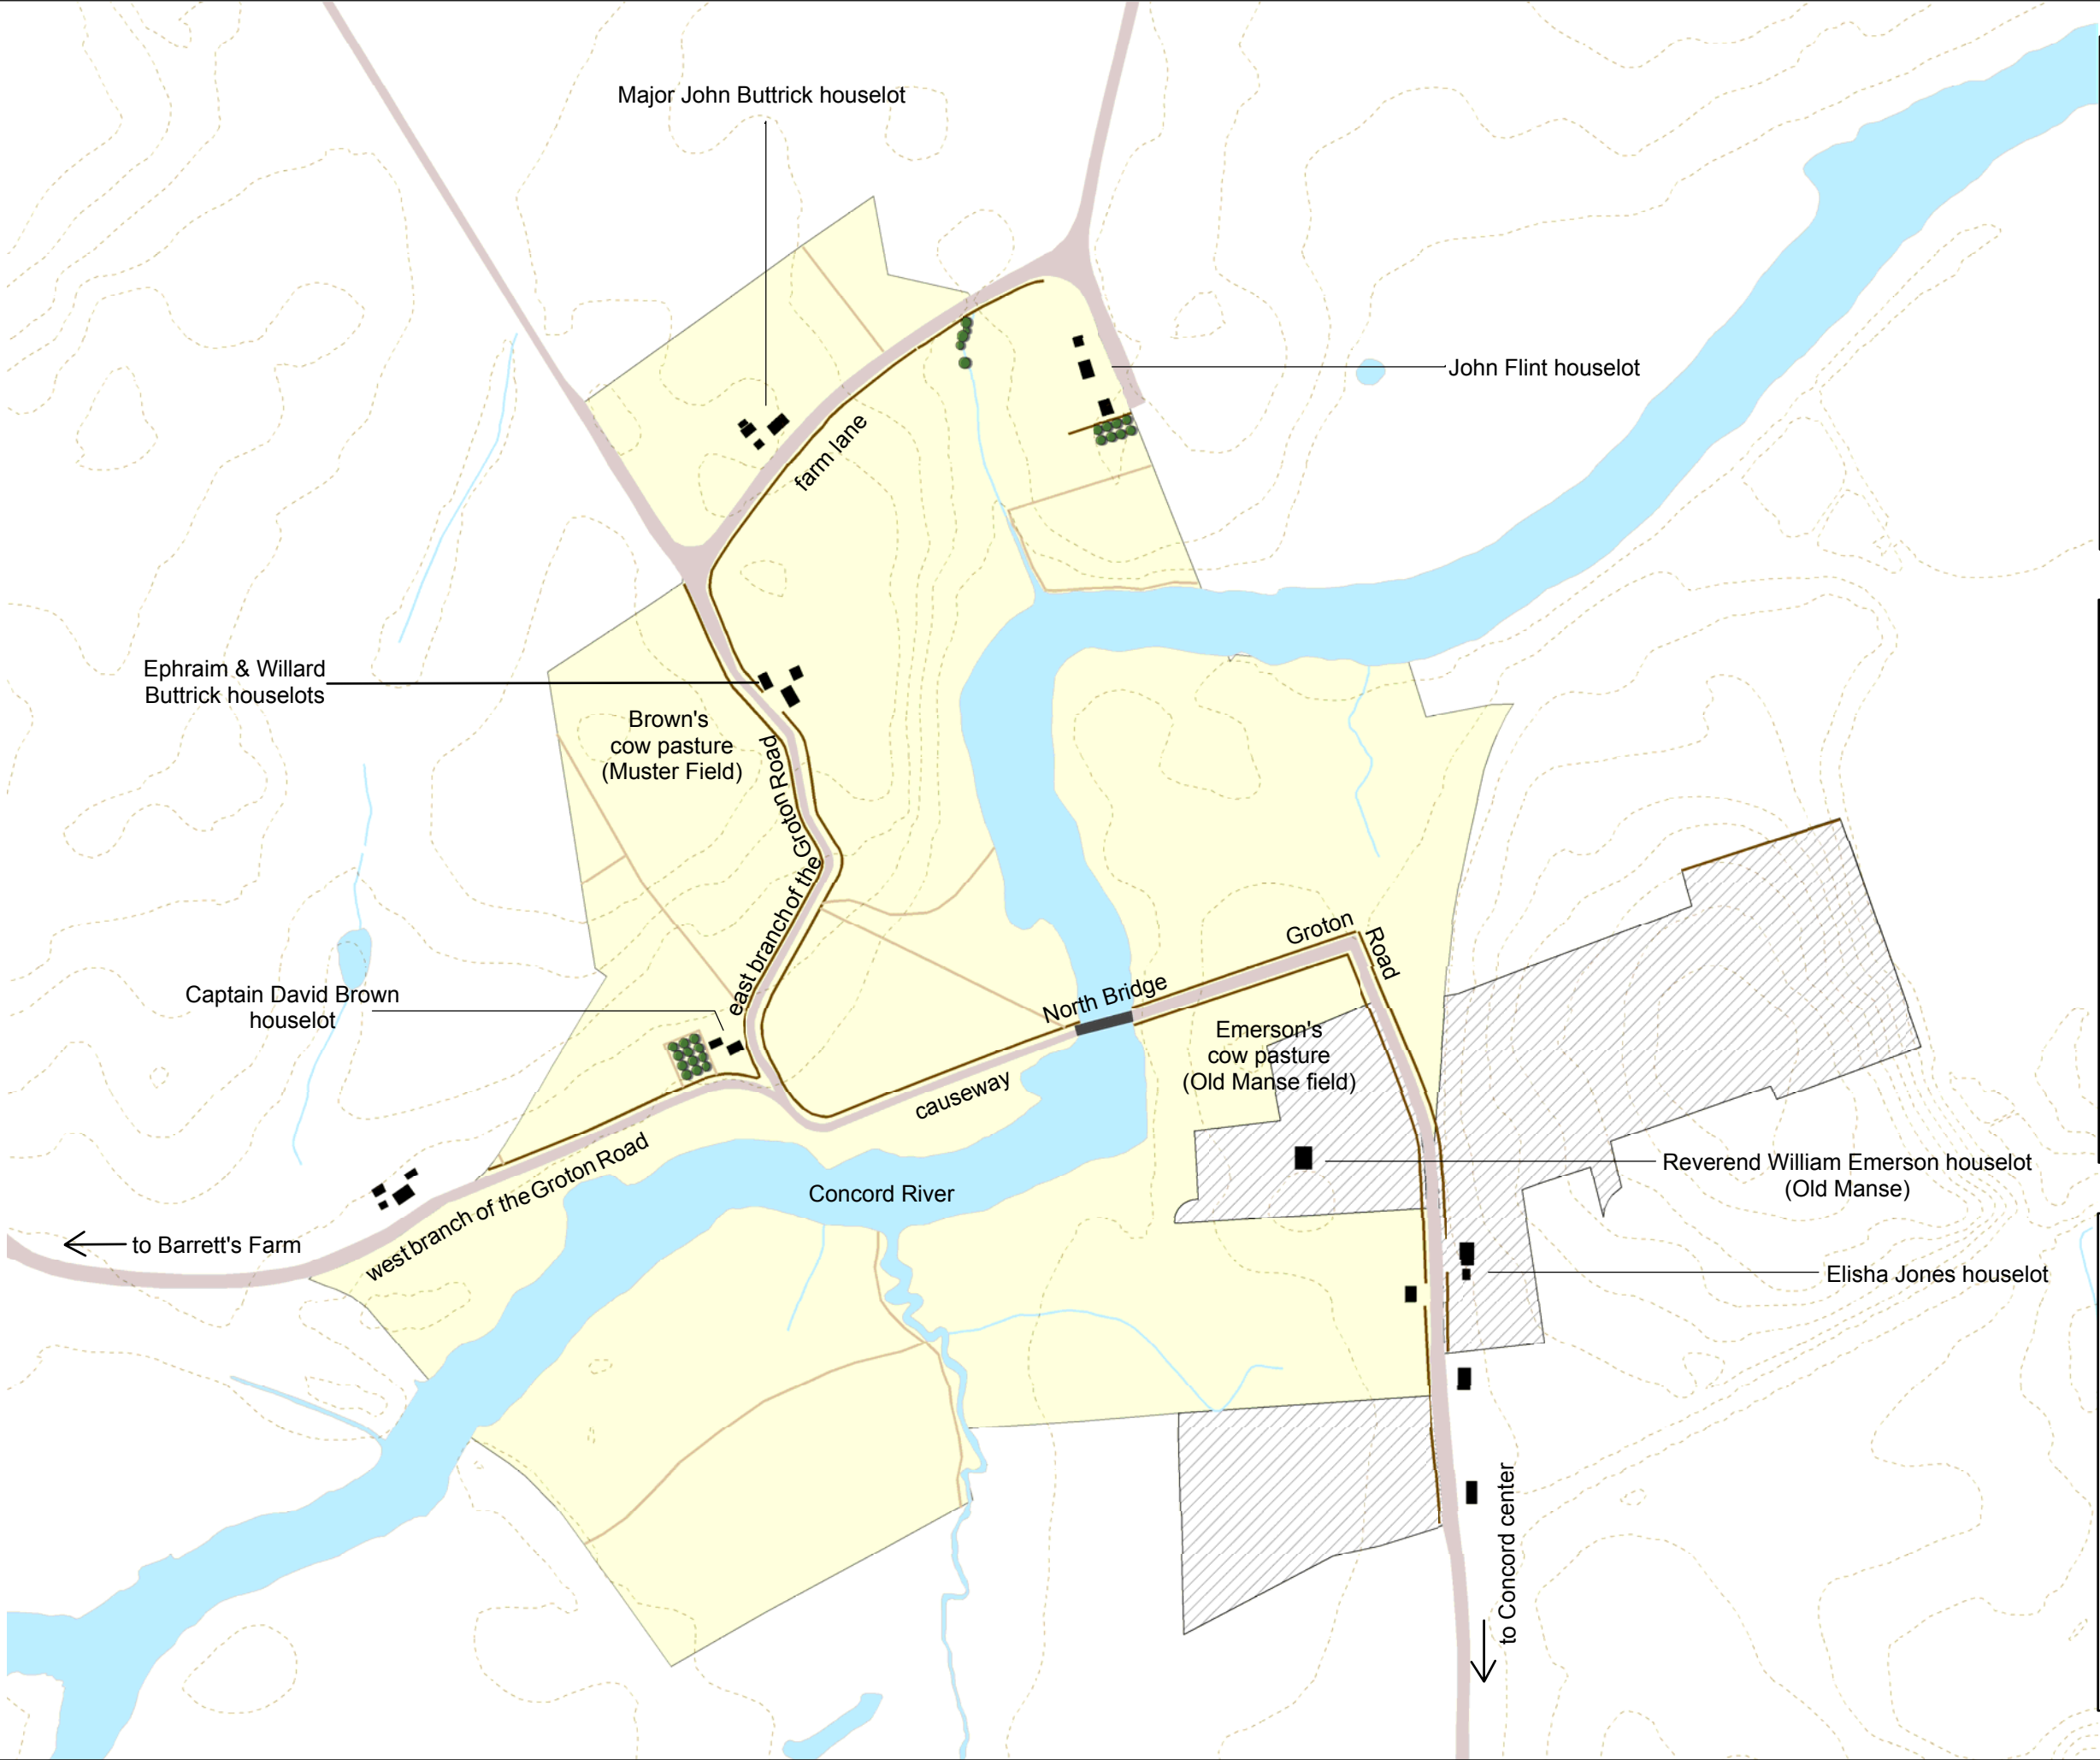 Major John Buttrick houselot
John Flint houselot
farm lane
Ephraim & Willard
Buttrick houselots
Brown's
cow pasture
(Muster Field)
east branch of the Groton Road
Groton
Road
North Bridge
Captain David Brown
houselot
Emerson's
cow pasture
(Old Manse field)
causeway
west branch of the Groton Road
Reverend William Emerson houselot
(Old Manse)
Concord River
to Barrett's Farm
Elisha Jones houselot
to Concord center